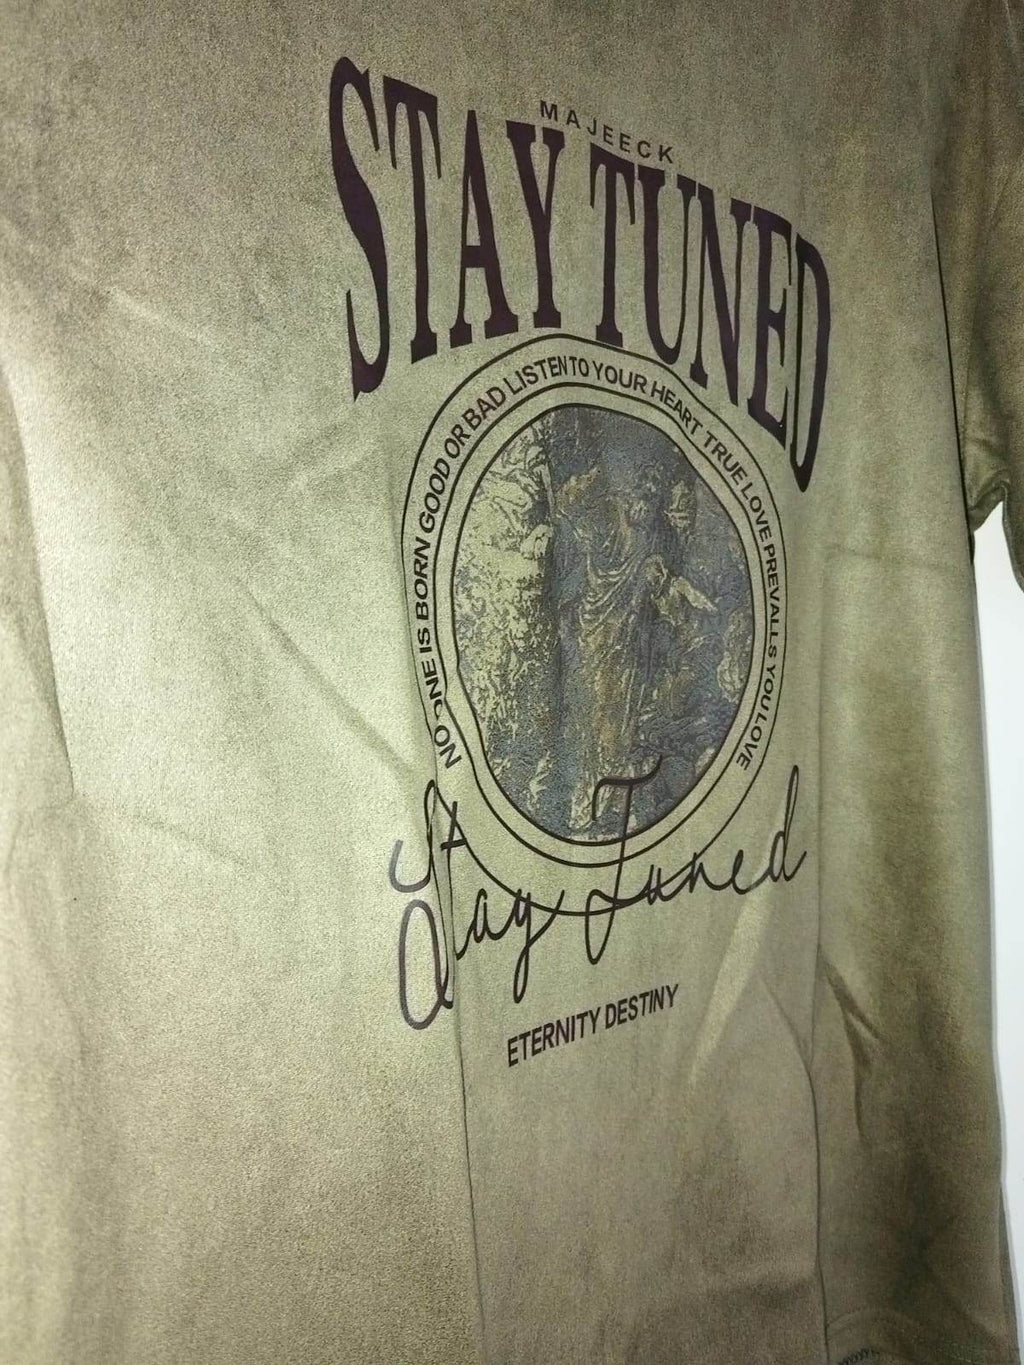 MAJEECK
STAY TUNED
NO ONE IS BORN GOOD OR BAD LISTEN TO YOUR HEART TRUE LOVE PREVALLS YOU LOVE
Stay Tuned
ETERNITY DESTINY